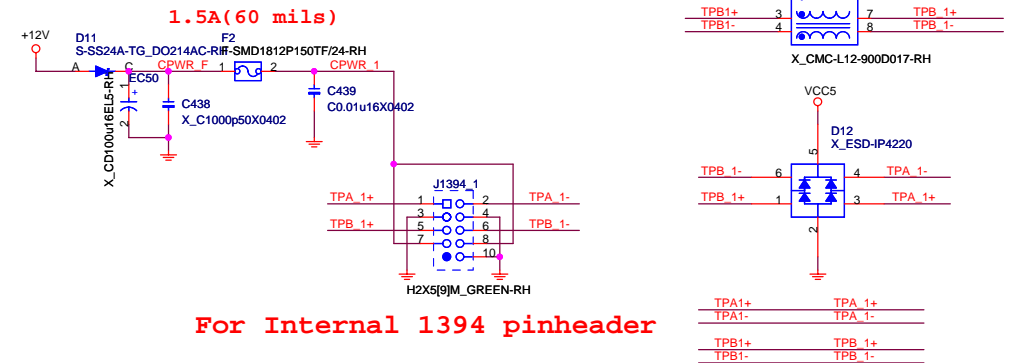 1.5A(60 mils)
+12V
D11
S-SS24A-TG_DO214AC-RH
F2
F-SMD1812P150TF/24-RH
A
C
CPWR_F
1
2
CPWR_1
EC50
1
+
2
X_CD100u16EL5-RH
C438
X_C1000p50X0402
C439
C0.01u16X0402
J1394_1
TPA_1+
1
2
TPA_1-
3
4
TPB_1+
5
6
TPB_1-
7
8
10
H2X5[9]M_GREEN-RH
For Internal 1394 pinheader
TPB1+
3
7
TPB_1+
TPB1-
4
8
TPB_1-
X_CMC-L12-900D017-RH
VCC5
D12
X_ESD-IP4220
5
TPB_1-
6
4
TPA_1-
TPB_1+
1
3
TPA_1+
2
TPA1+
TPA_1+
TPA1-
TPA_1-
TPB1+
TPB_1+
TPB1-
TPB_1-